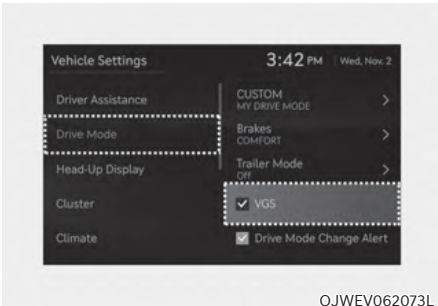 Vehicle Settings
3:42 PM Wed, Nov. 2
Driver Assistance
Drive Mode
Head-Up Display
Cluster
Climate
CUSTOM
MY DRIVE MODE
Brakes
COMFORT
Trailer Mode
Off
VGS
Drive Mode Change Alert
OJWEV062073L